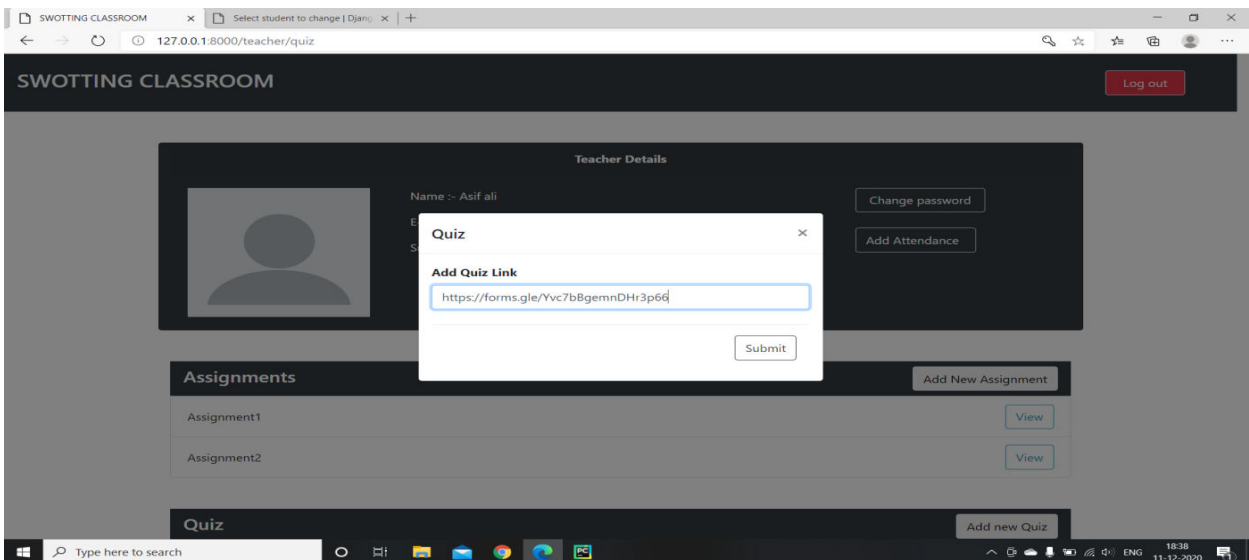 SWOTTING CLASSROOM
Select student to change | Djang
127.0.0.1:8000/teacher/quiz
SWOTTING CLASSROOM
Log out
Teacher Details
Name :- Asif ali
Change password
E
Add Attendance
Quiz
Add Quiz Link
https://forms.gle/Yvc7bBgemnDHr3p66
Submit
Assignments
Add New Assignment
Assignment1
View
Assignment2
View
Quiz
Add new Quiz
Type here to search
PC
ENG
18:38
11-12-2020